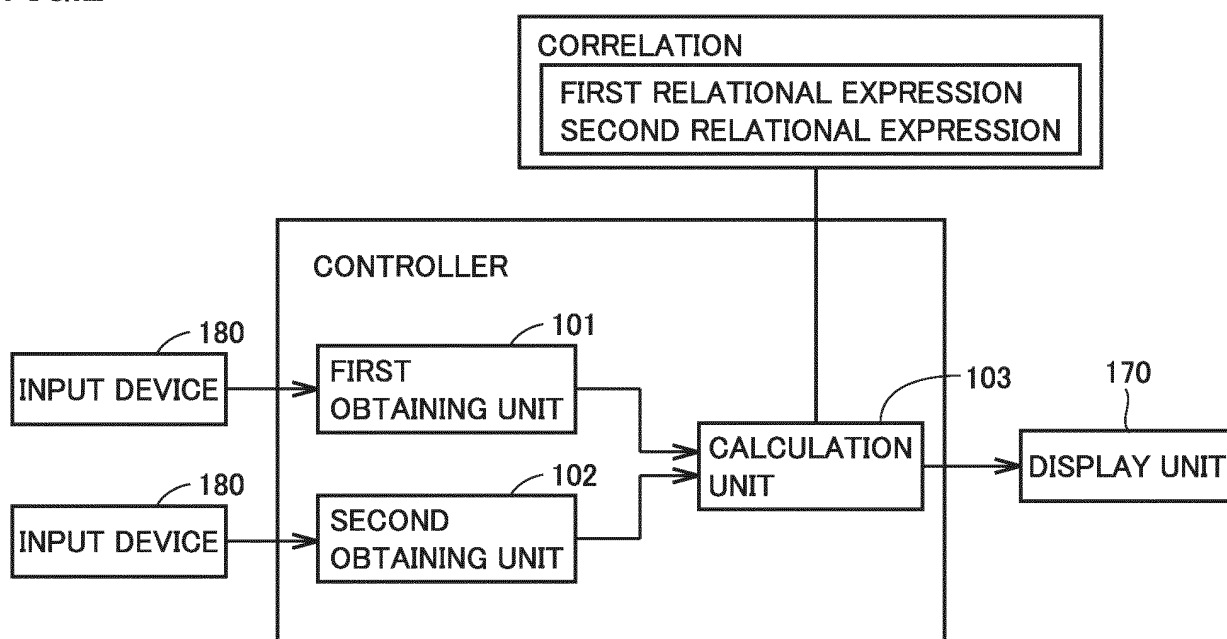 CORRELATION
FIRST RELATIONAL EXPRESSION
SECOND RELATIONAL EXPRESSION
CONTROLLER
180
INPUT DEVICE
101
FIRST
OBTAINING UNIT
103
CALCULATION
UNIT
170
DISPLAY UNIT
180
INPUT DEVICE
102
SECOND
OBTAINING UNIT